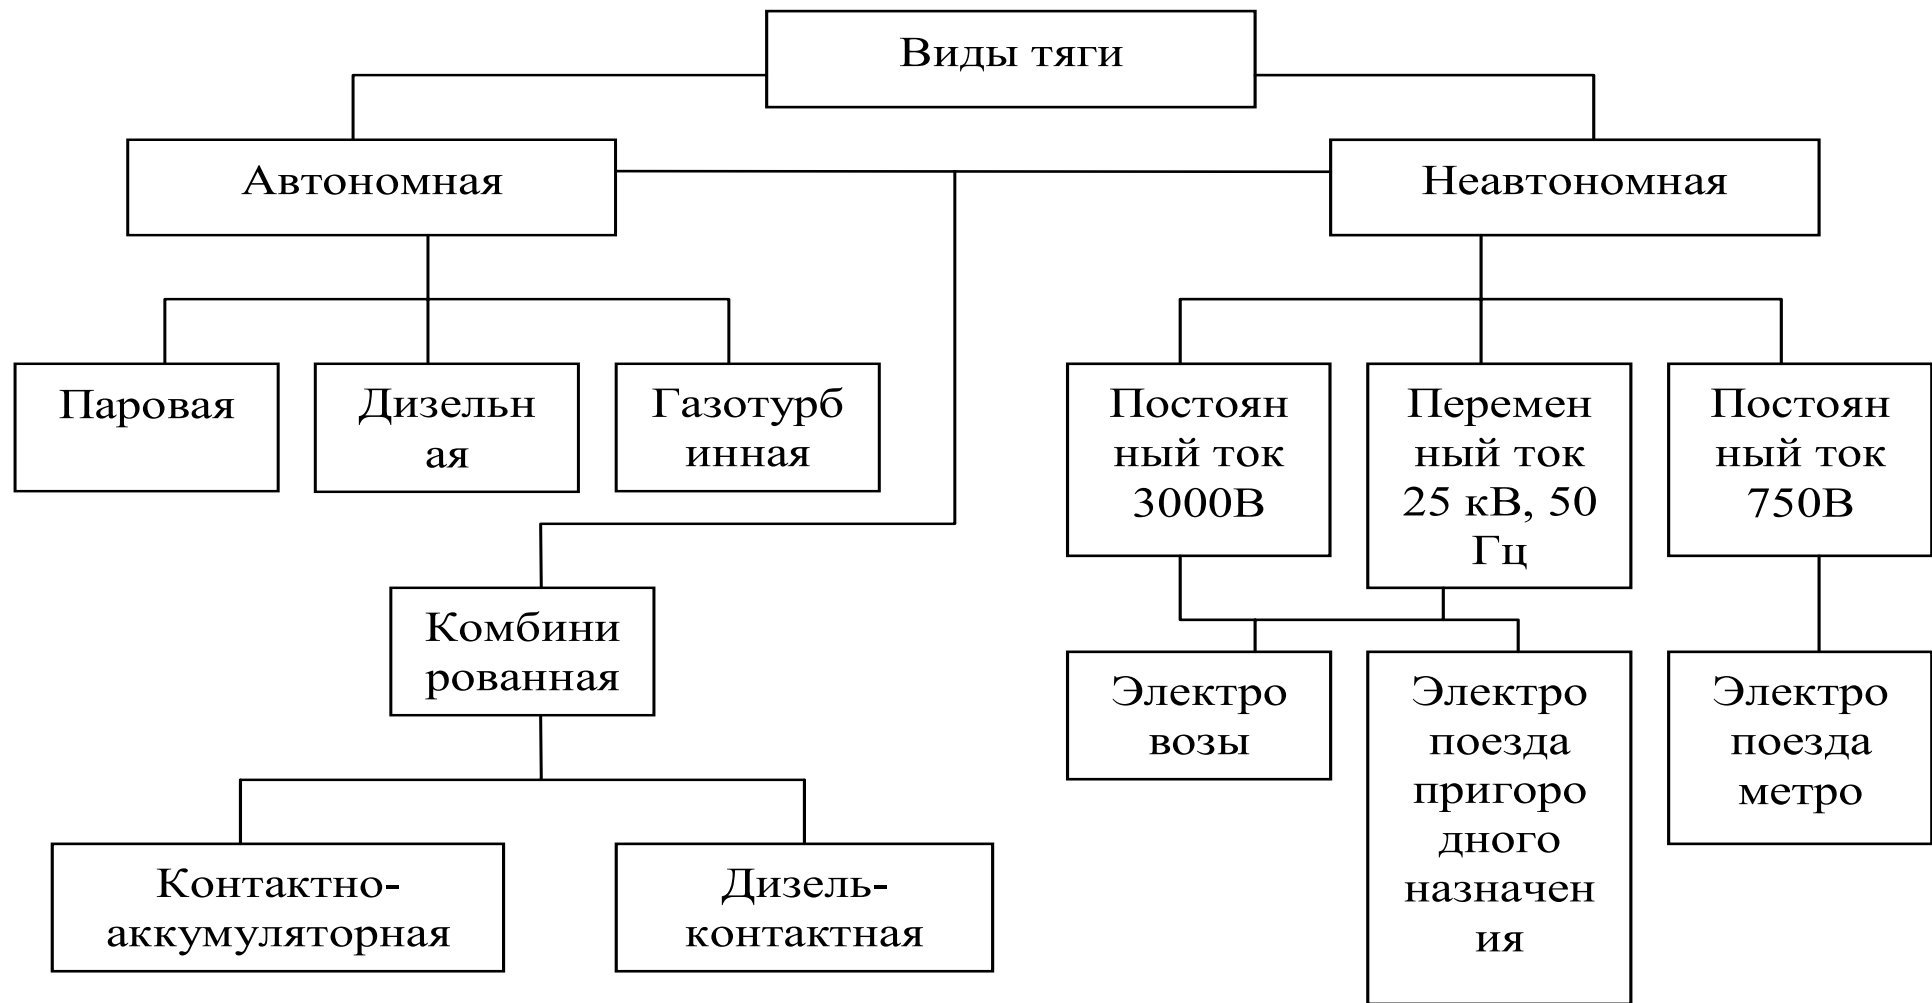 Виды тяги
Автономная
Неавтономная
Паровая
Дизельн
ая
Газотурб
инная
Постоян
ный ток
3000В
Перемен
ный ток
25 кВ, 50
Гц
Постоян
ный ток
750В
Комбини
рованная
Электро
возы
Электро
поезда
пригоро
дного
назначен
ия
Электро
поезда
метро
Контактно-
аккумуляторная
Дизель-
контактная